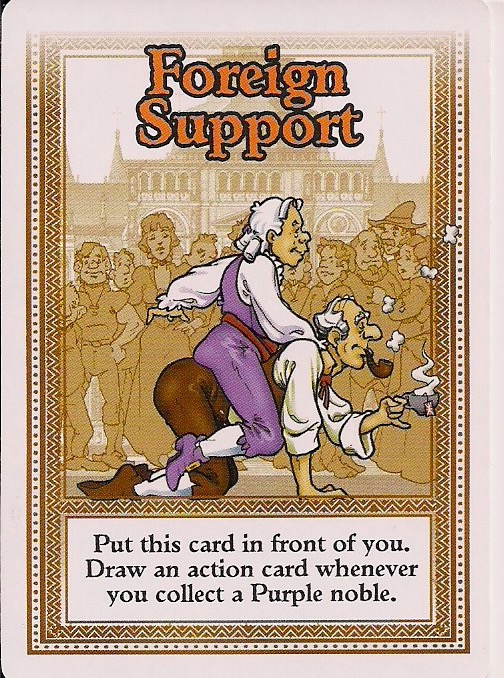 Foreign
Support
Put this card in front of you.
Draw an action card whenever
you collect a Purple noble.